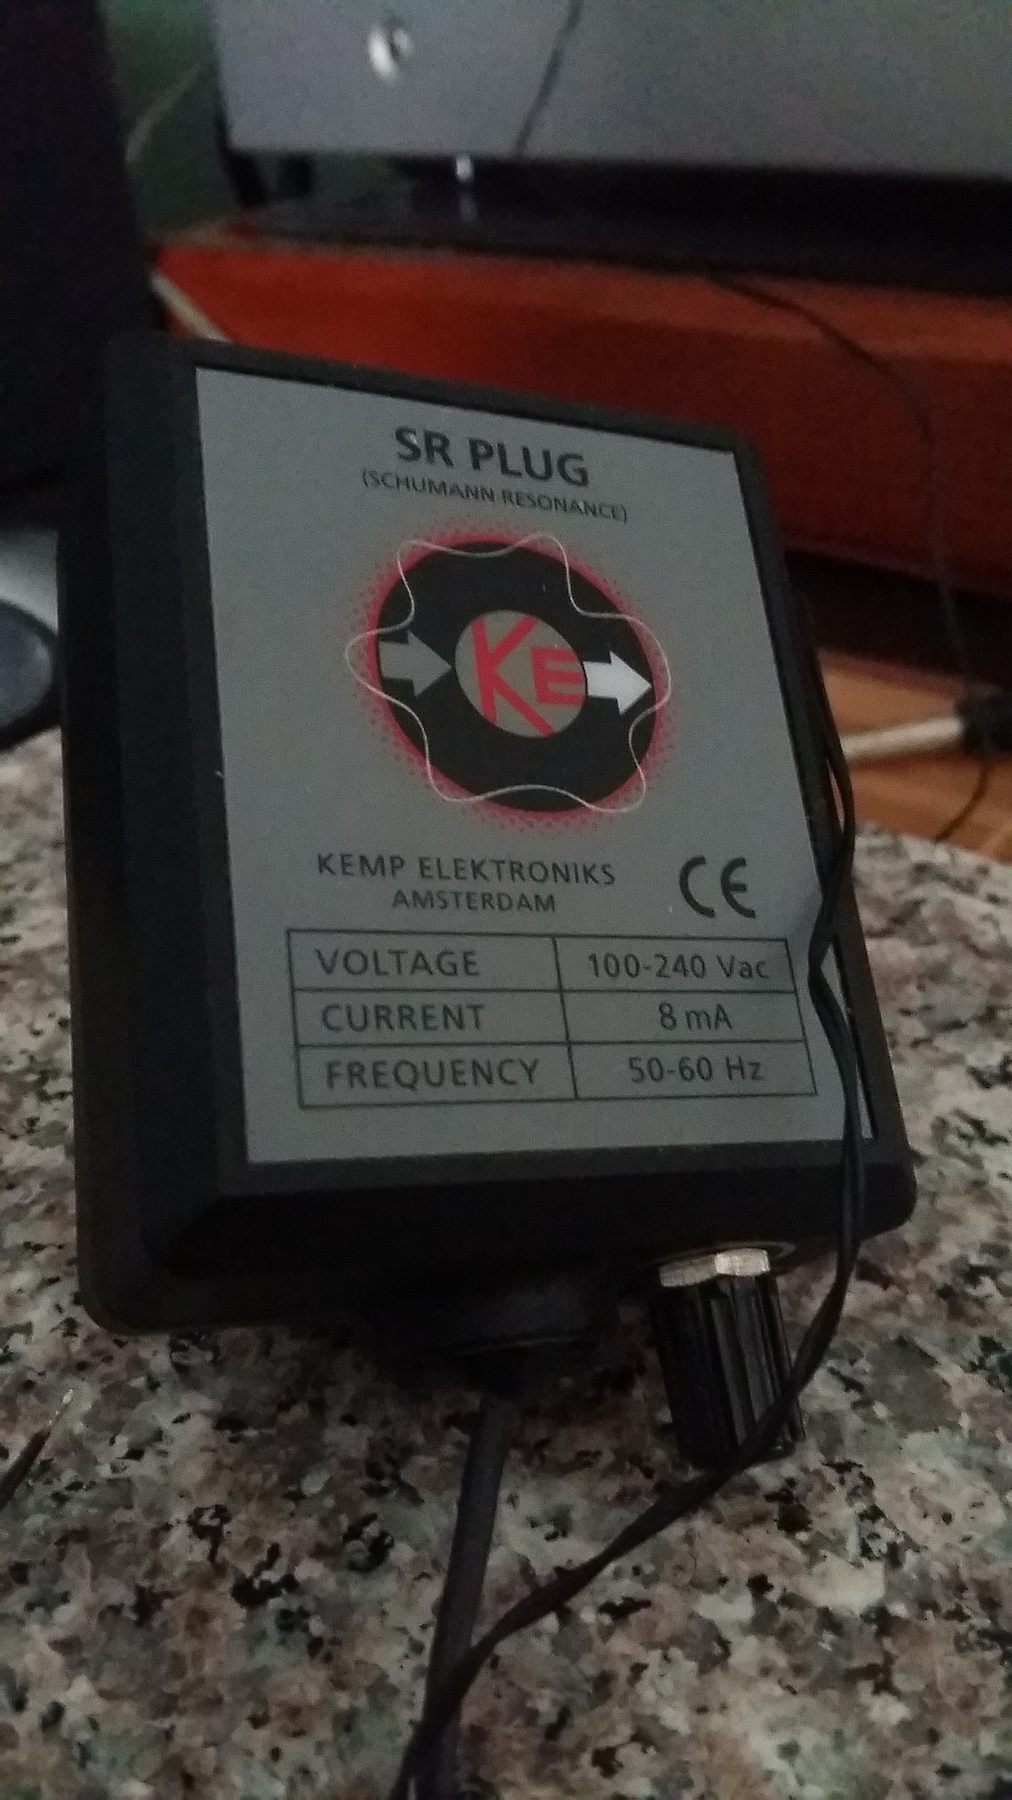 SR PLUG
(SCHUMANN RESONANCE)
KE
KEMP ELEKTRONIKS
AMSTERDAM
CE
VOLTAGE 100-240 Vac
CURRENT 8 mA
FREQUENCY 50-60 Hz